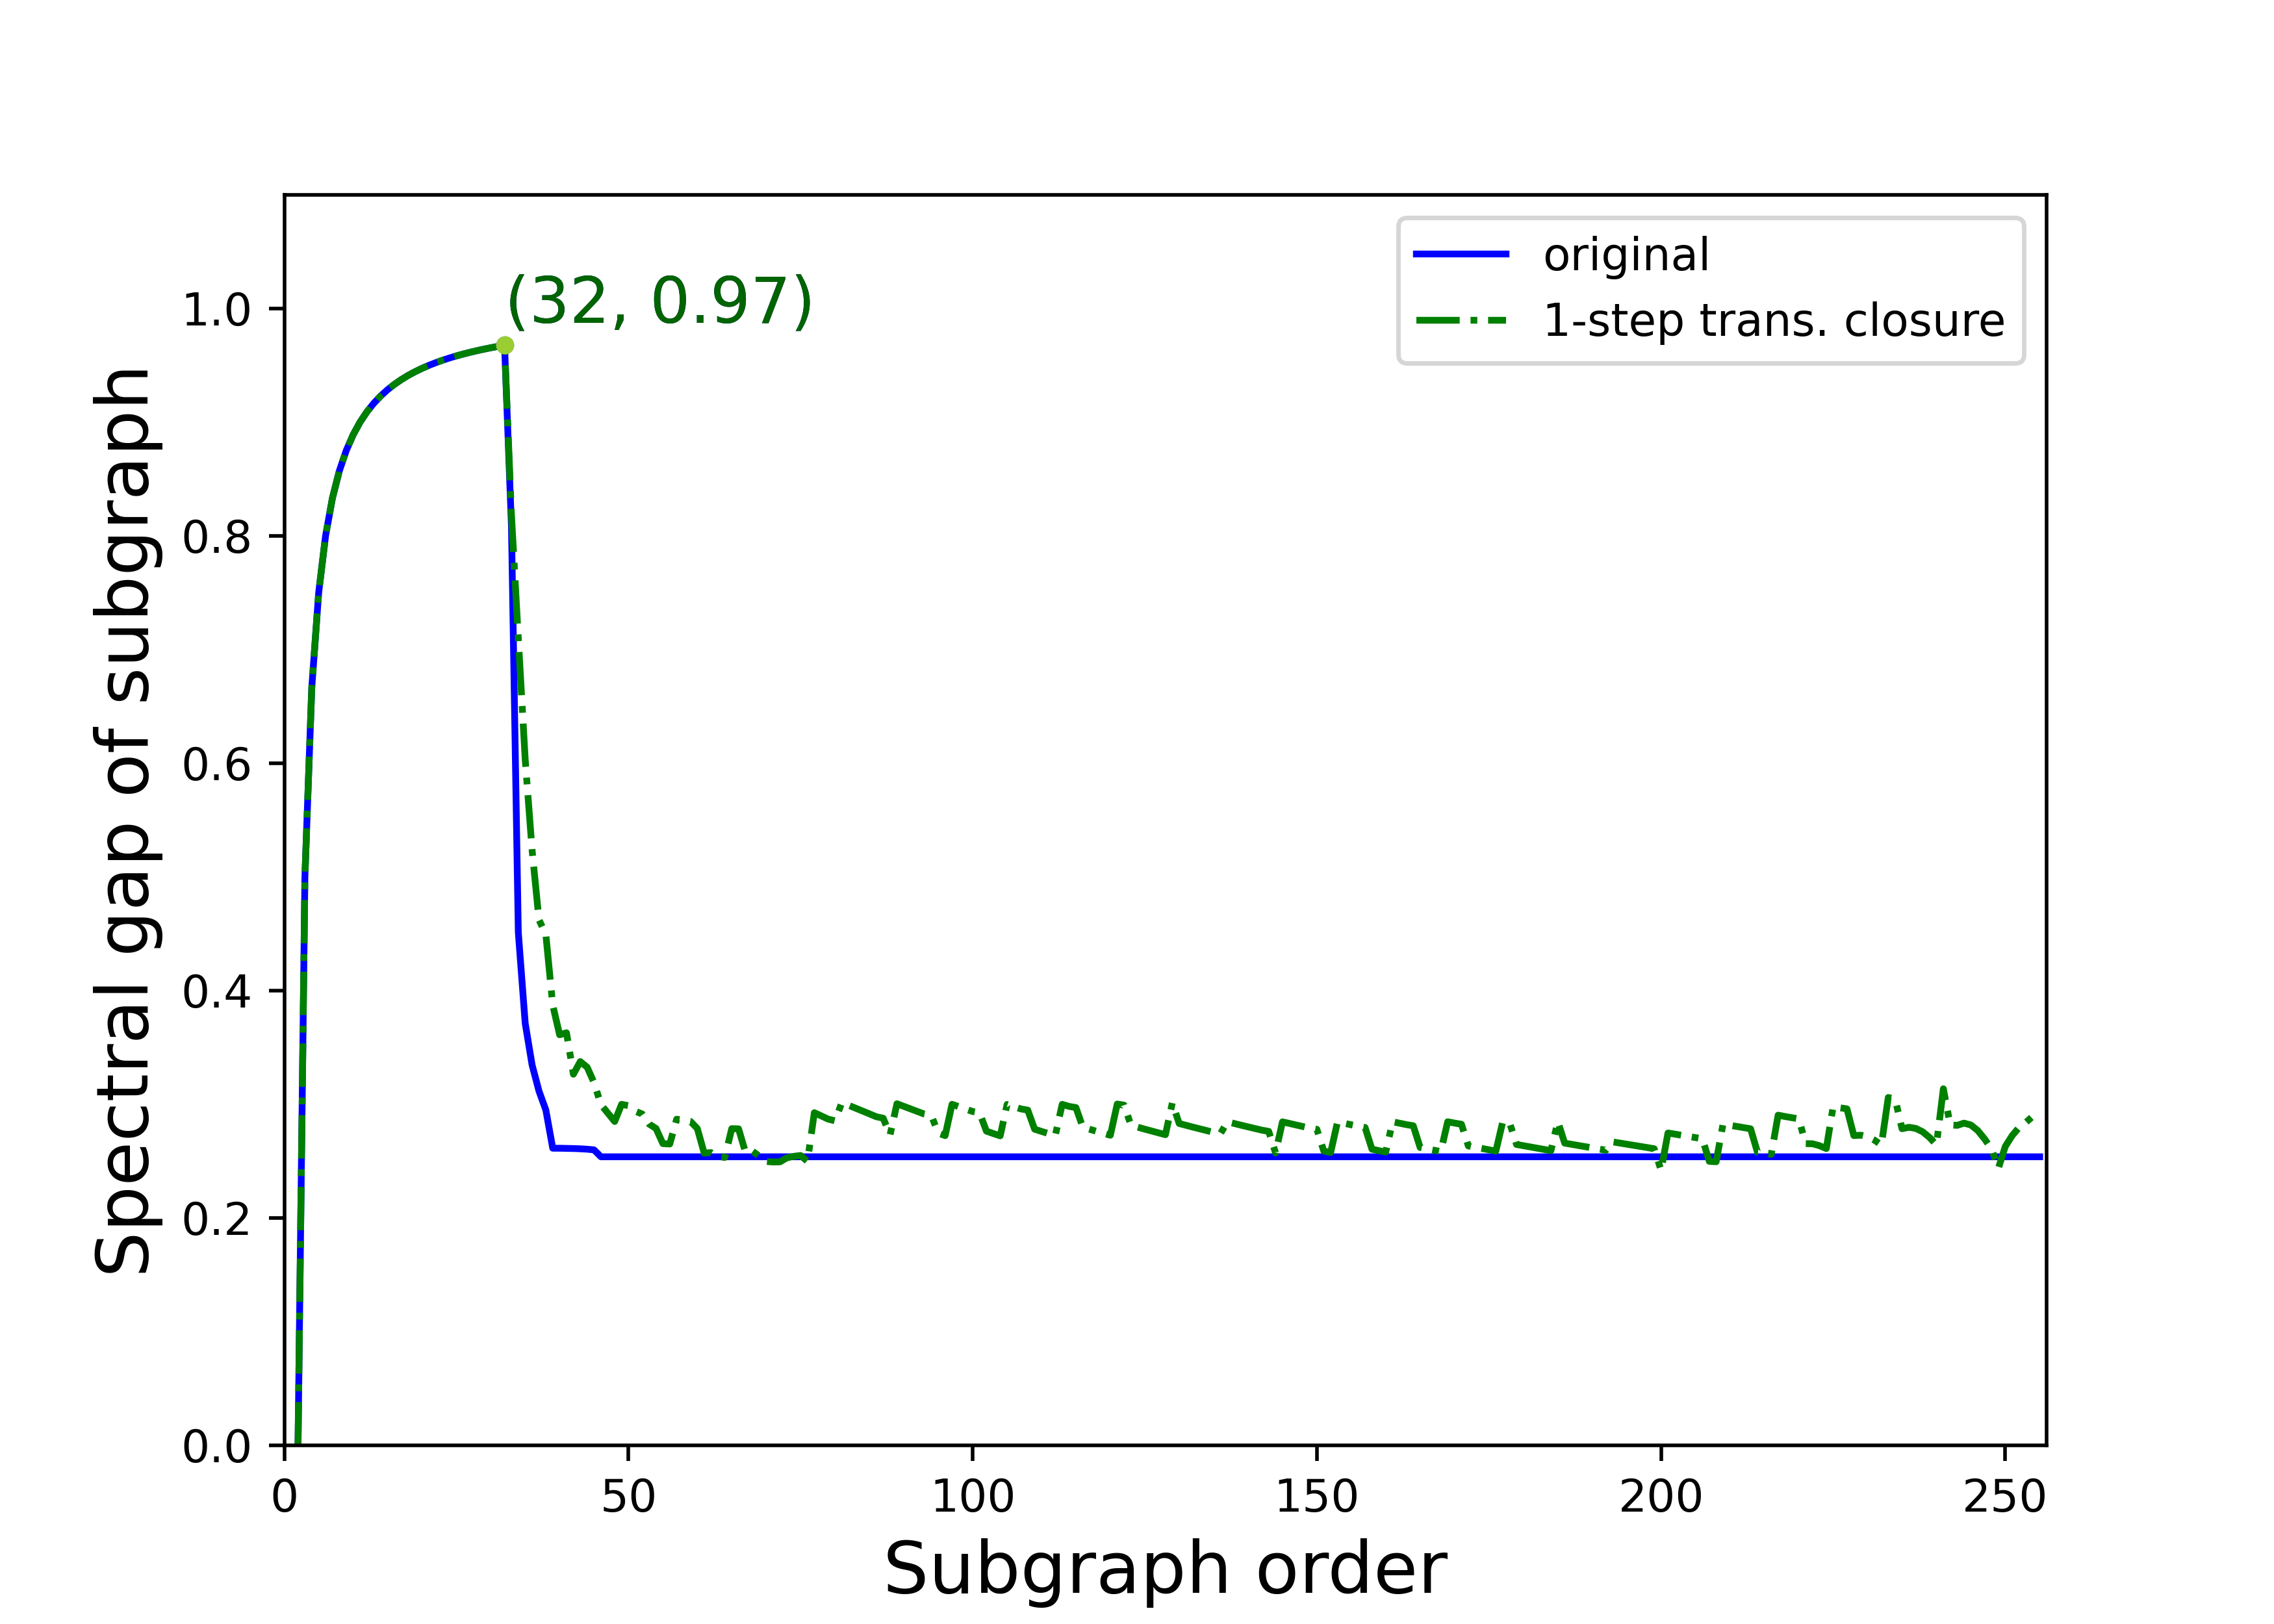 (32, 0.97)
original
1-step trans. closure
Spectral gap of subgraph
1.0
0.8
0.6
0.4
0.2
0.0
0 50 100 150 200 250
Subgraph order